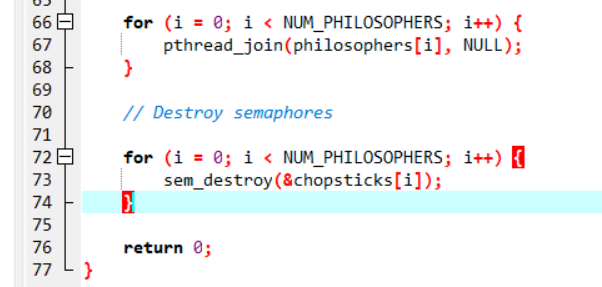 66 for (i = 0; i < NUM_PHILOSOPHERS; i++) {
67 pthread_join(philosophers[i], NULL);
68 }
69
70 // Destroy semaphores
71
72 for (i = 0; i < NUM_PHILOSOPHERS; i++) {
73 sem_destroy(&chopsticks[i]);
74 }
75
76 return 0;
77 }